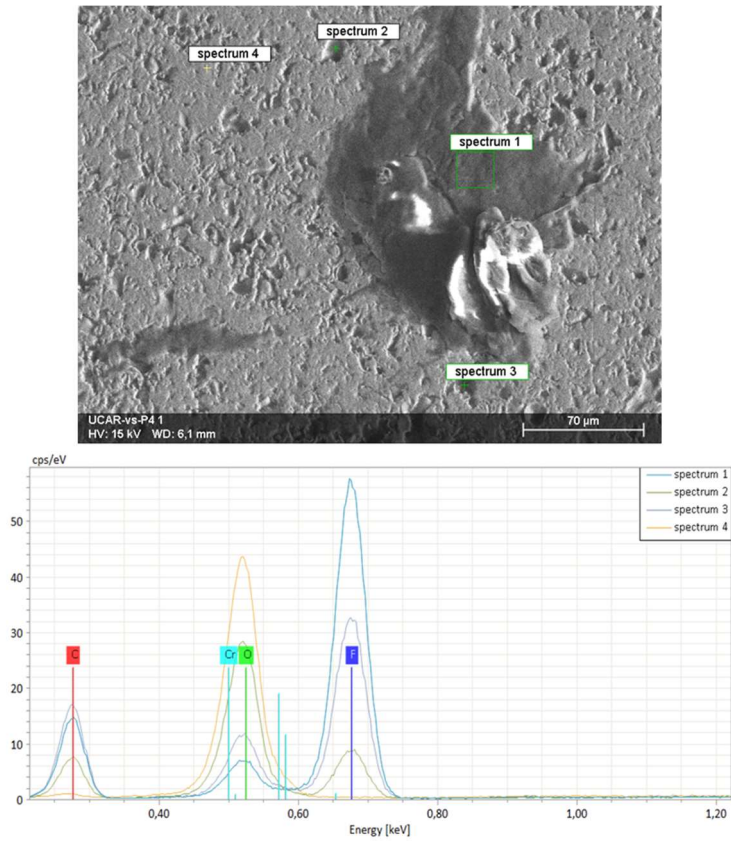 spectrum 2
spectrum 4
spectrum 1
spectrum 3
UCAR-vs-P4 1
HV: 15 kV WD: 6,1 mm
70 µm
cps/eV
spectrum 1
spectrum 2
spectrum 3
spectrum 4
50
40
30
20
10
0
C
Cr
O
F
0,40
0,60
0,80
1,00
1,20
Energy [keV]